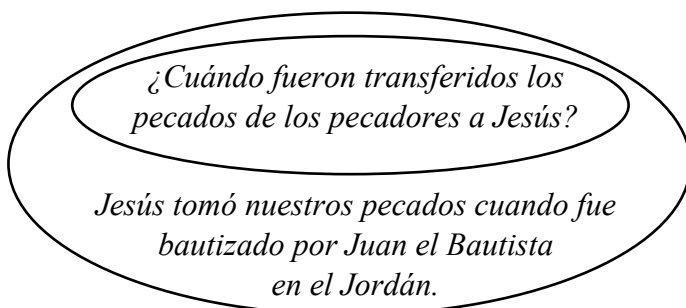 ¿Cuándo fueron transferidos los
pecados de los pecadores a Jesús?
Jesús tomó nuestros pecados cuando fue
bautizado por Juan el Bautista
en el Jordán.